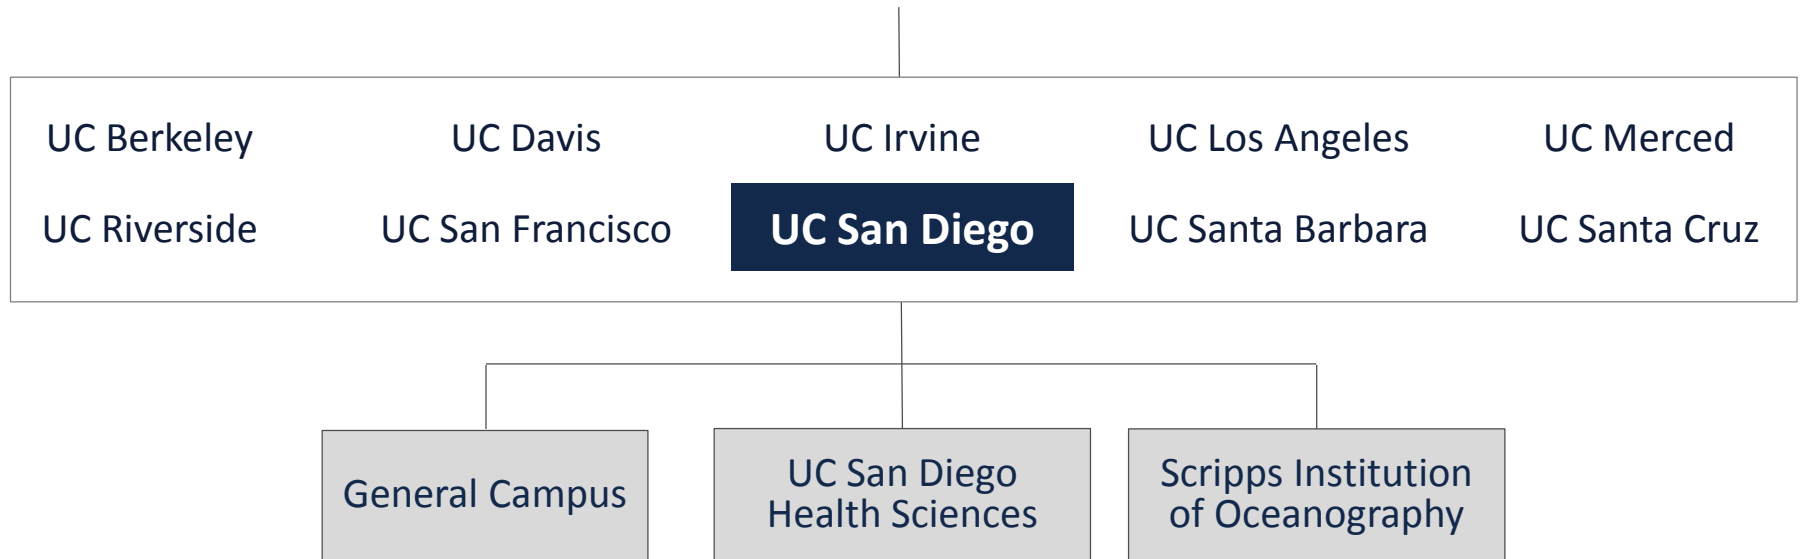 UC Berkeley
UC Davis
UC Irvine
UC Los Angeles
UC Merced
UC Riverside
UC San Francisco
UC San Diego
UC Santa Barbara
UC Santa Cruz
General Campus
UC San Diego
Health Sciences
Scripps Institution
of Oceanography